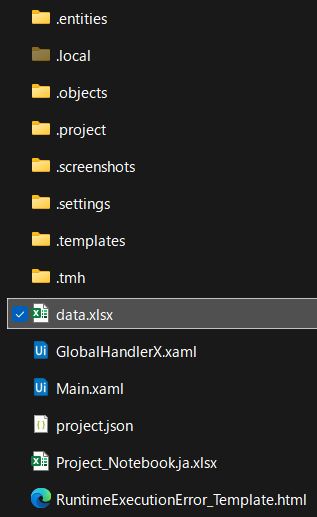 .entities
.local
.objects
.project
.screenshots
.settings
.templates
.tmh
data.xlsx
GlobalHandlerX.xaml
Main.xaml
project.json
Project_Notebook.ja.xlsx
RuntimeExecutionError_Template.html